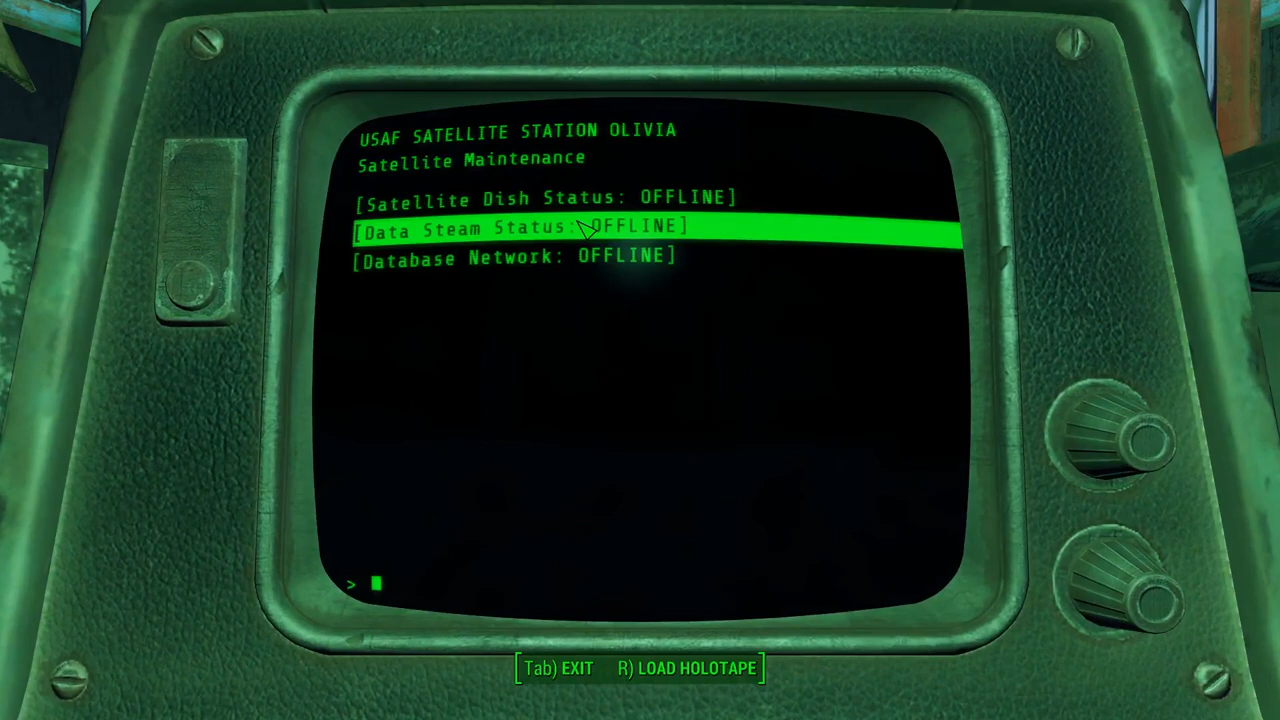 USAF SATELLITE STATION OLIVIA
Satellite Maintenance
[Satellite Dish Status: OFFLINE]
[Data Steam Status: OFFLINE]
[Database Network: OFFLINE]
>
[Tab) EXIT R) LOAD HOLOTAPE]